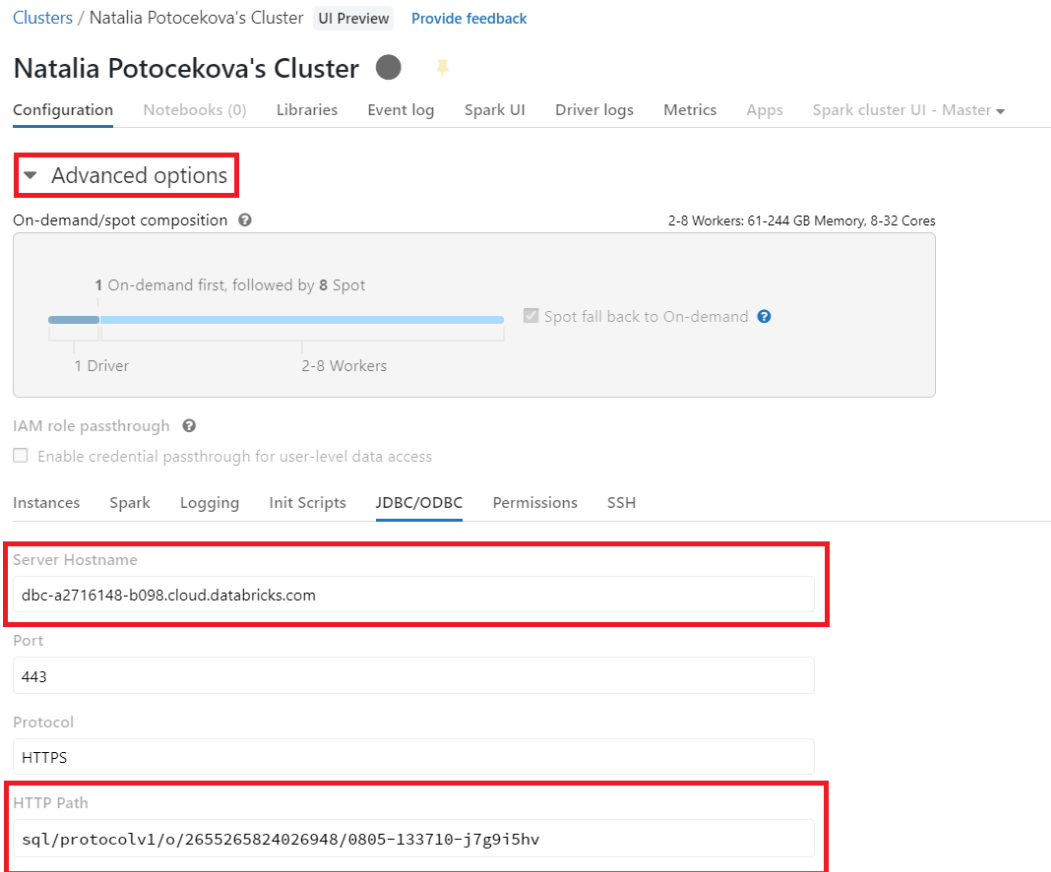 Clusters / Natalia Potocekova's Cluster UI Preview Provide feedback
Natalia Potocekova's Cluster
Configuration Notebooks (0) Libraries Event log Spark UI Driver logs Metrics Apps Spark cluster UI - Master
Advanced options
On-demand/spot composition 2-8 Workers: 61-244 GB Memory, 8-32 Cores
1 On-demand first, followed by 8 Spot
Spot fall back to On-demand
1 Driver 2-8 Workers
IAM role passthrough
Enable credential passthrough for user-level data access
Instances Spark Logging Init Scripts JDBC/ODBC Permissions SSH
Server Hostname
dbc-a2716148-b098.cloud.databricks.com
Port
443
Protocol
HTTPS
HTTP Path
sql/protocolv1/o/2655265824026948/0805-133710-j7g9i5hv